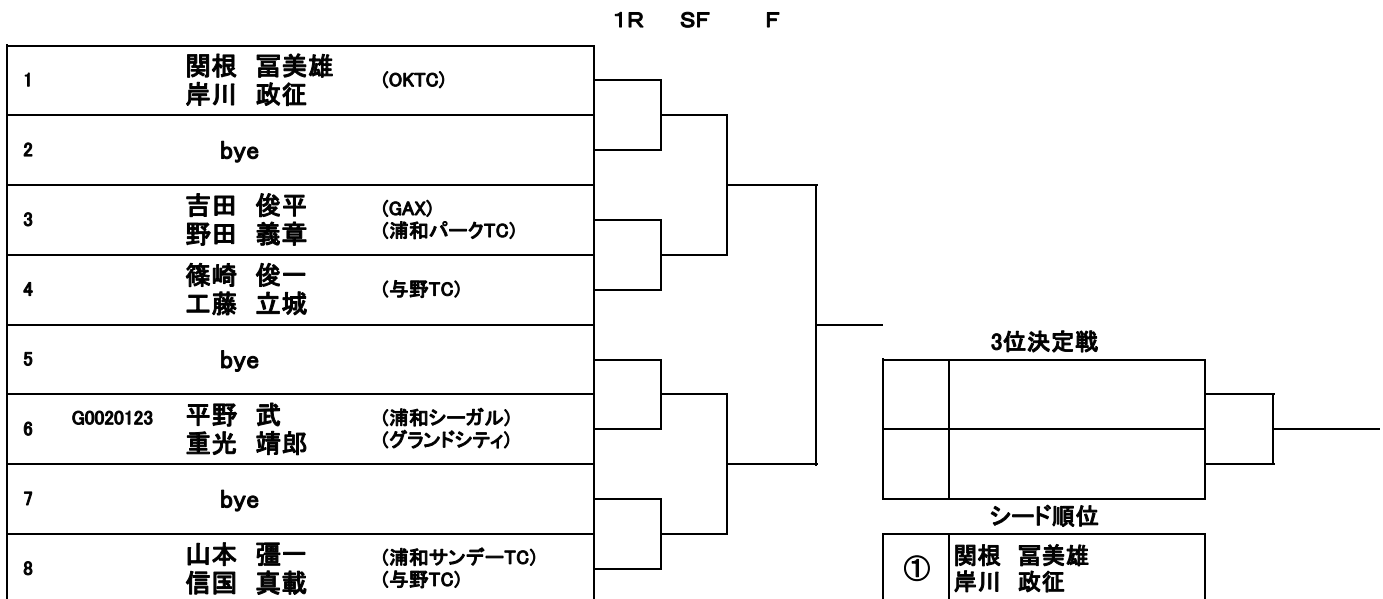 1R SF F
1 関根 冨美雄 (OKTC)
岸川 政征
2 bye
3 吉田 俊平 (GAX)
野田 義章 (浦和パークTC)
4 篠崎 俊一 (与野TC)
工藤 立城
5 bye
6 G0020123 平野 武 (浦和シーガル)
重光 靖郎 (グランドシティ)
7 bye
8 山本 彊一 (浦和サンデーTC)
信国 真載 (与野TC)
3位決定戦
シード順位
① 関根 冨美雄
岸川 政征